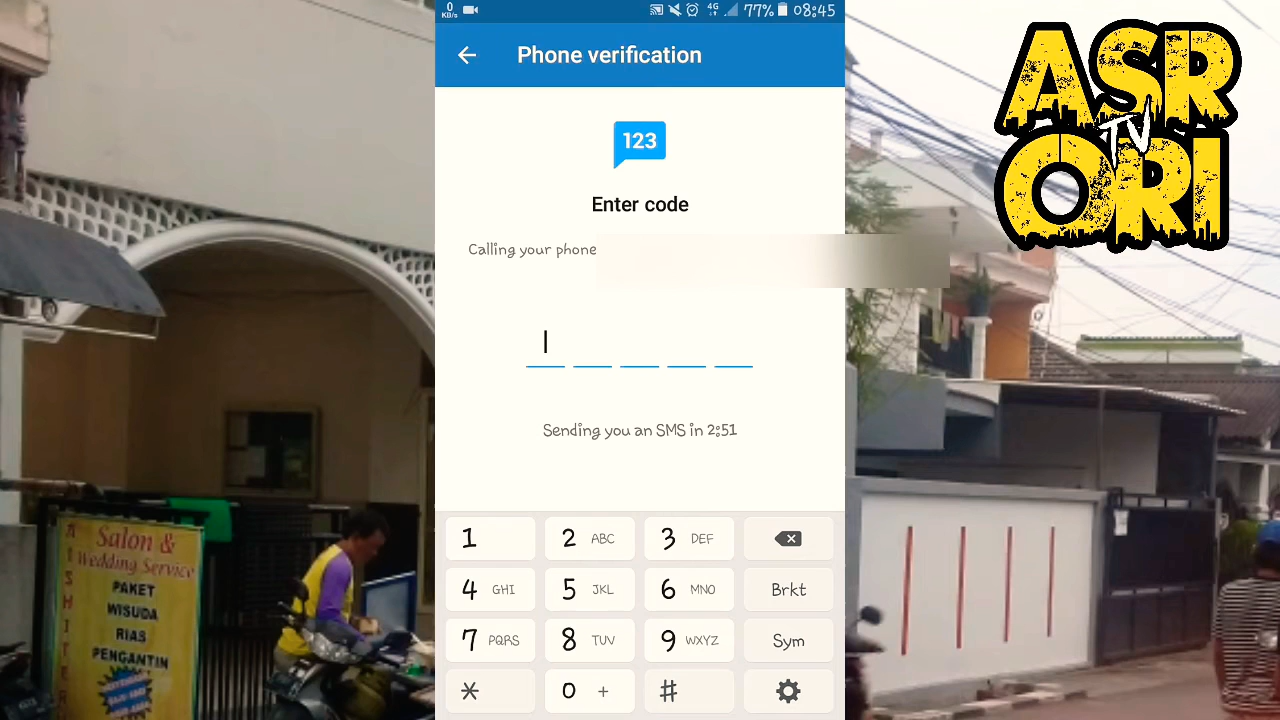 0
KB/s
4G
77%
08:45
Phone verification
123
Enter code
Calling your phone
Sending you an SMS in 2:51
1
2 ABC
3 DEF
4 GHI
5 JKL
6 MNO
Brkt
7 PQRS
8 TUV
9 WXYZ
Sym
*
0 +
#
ASR
TV
ORI
Salon &
Wedding Service
PAKET
WISUDA
RIAS
PENGANTIN